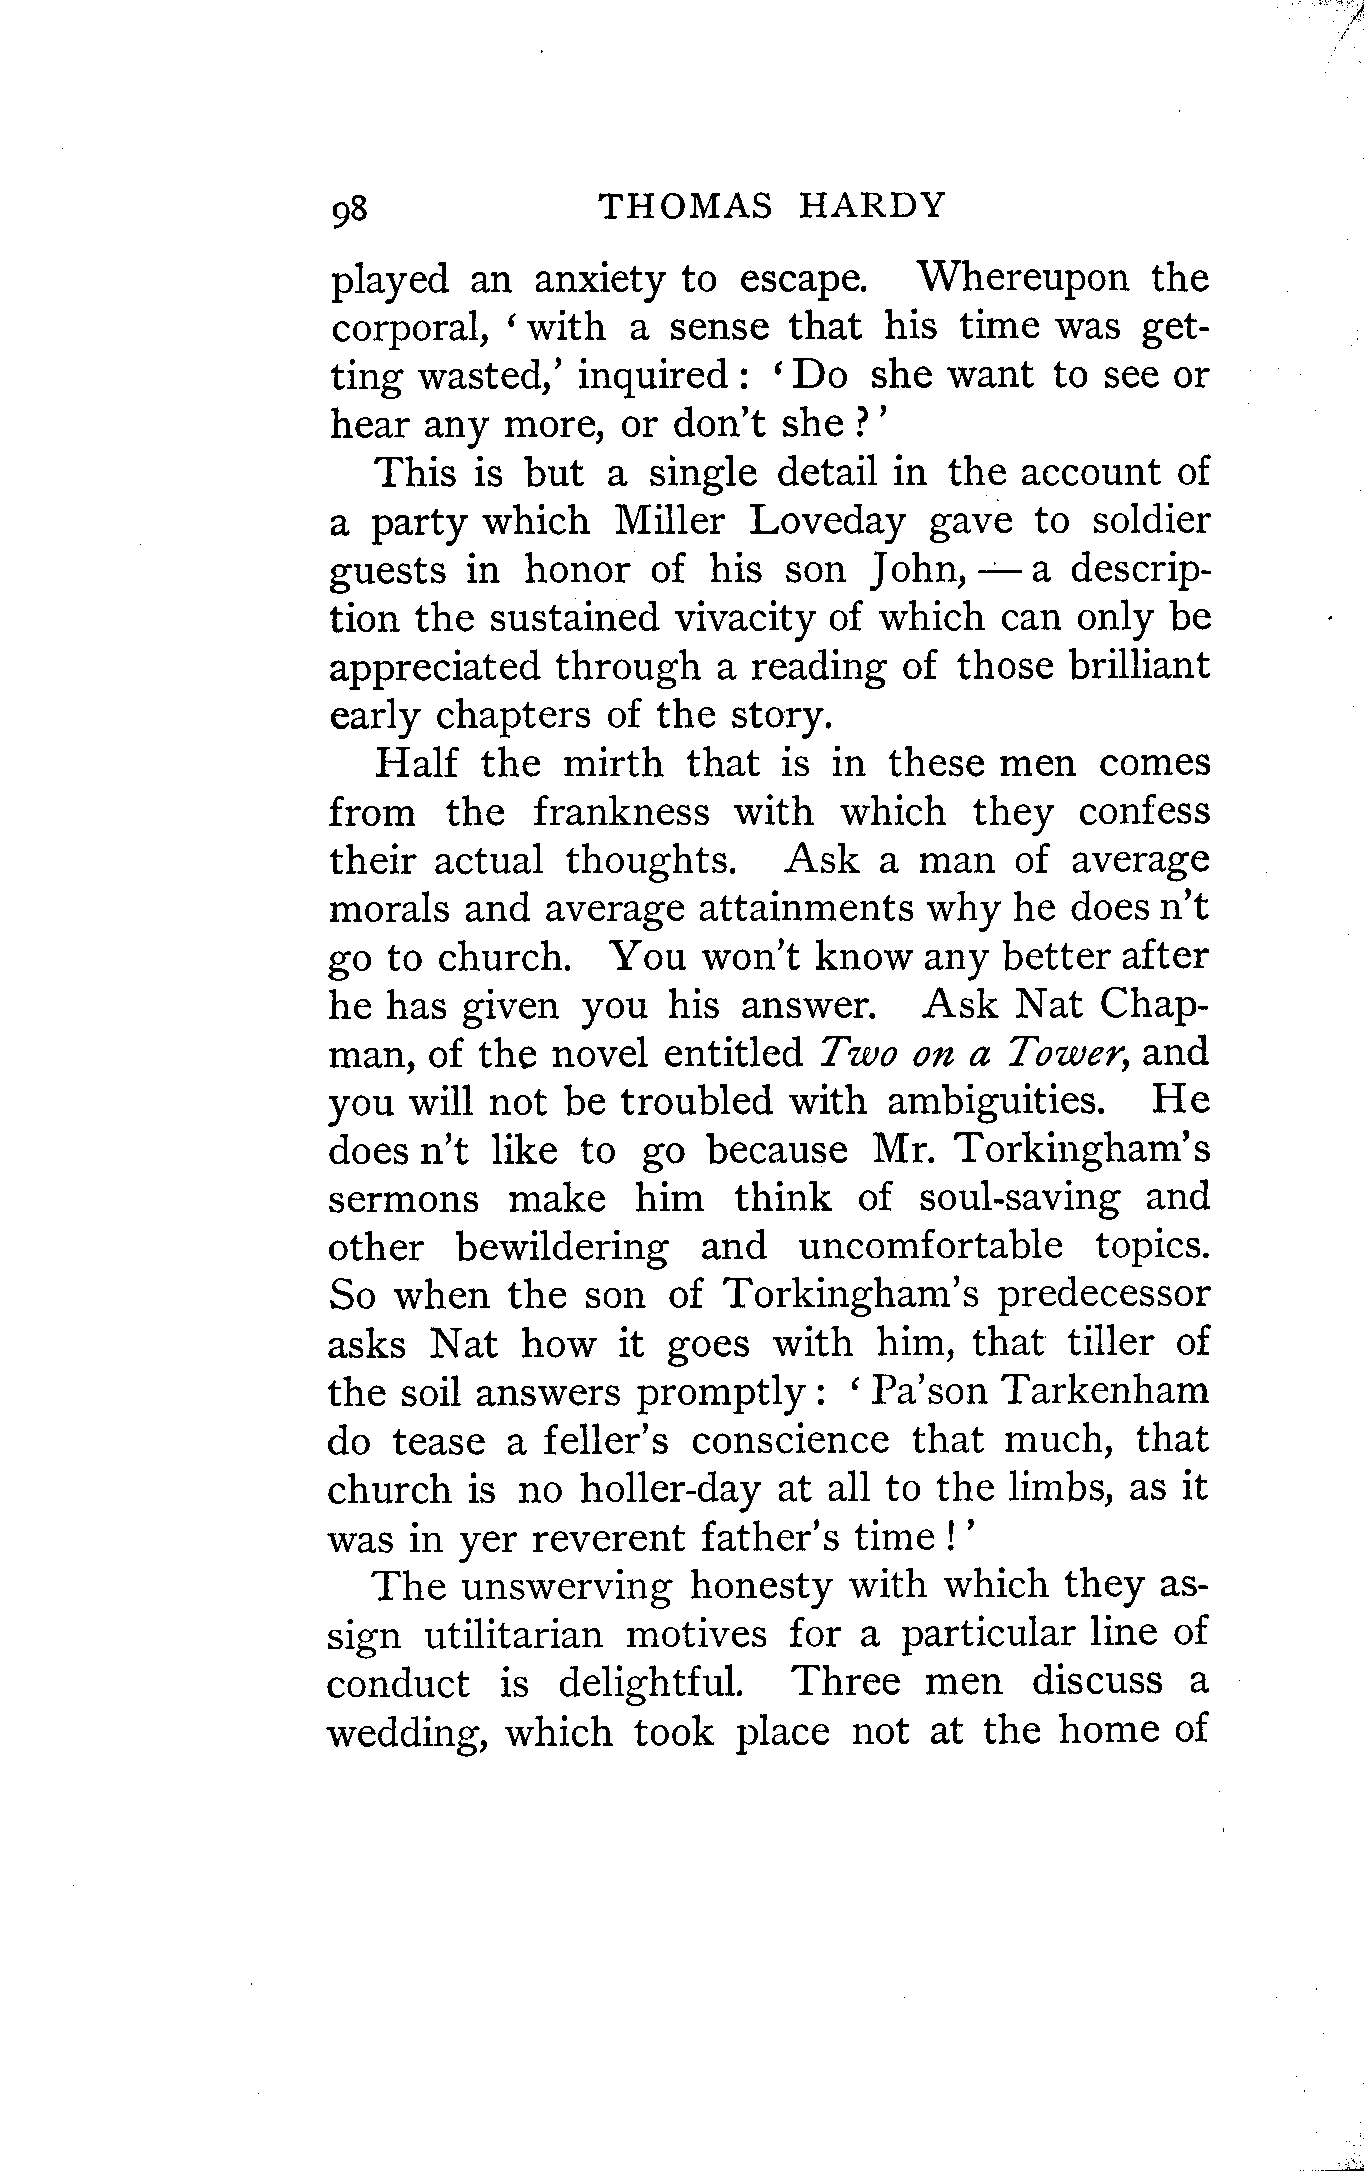 98 THOMAS HARDY
played an anxiety to escape. Whereupon the
corporal, ‘ with a sense that his time was get-
ting wasted,’ inquired : ‘ Do she want to see or
hear any more, or don’t she ? ’
This is but a single detail in the account of
a party which Miller Loveday gave to soldier
guests in honor of his son John, — a descrip-
tion the sustained vivacity of which can only be
appreciated through a reading of those brilliant
early chapters of the story.
Half the mirth that is in these men comes
from the frankness with which they confess
their actual thoughts. Ask a man of average
morals and average attainments why he does n’t
go to church. You won’t know any better after
he has given you his answer. Ask Nat Chap-
man, of the novel entitled Two on a Tower, and
you will not be troubled with ambiguities. He
does n’t like to go because Mr. Torkingham’s
sermons make him think of soul-saving and
other bewildering and uncomfortable topics.
So when the son of Torkingham’s predecessor
asks Nat how it goes with him, that tiller of
the soil answers promptly : ‘ Pa’son Tarkenham
do tease a feller’s conscience that much, that
church is no holler-day at all to the limbs, as it
was in yer reverent father’s time ! ’
The unswerving honesty with which they as-
sign utilitarian motives for a particular line of
conduct is delightful. Three men discuss a
wedding, which took place not at the home of